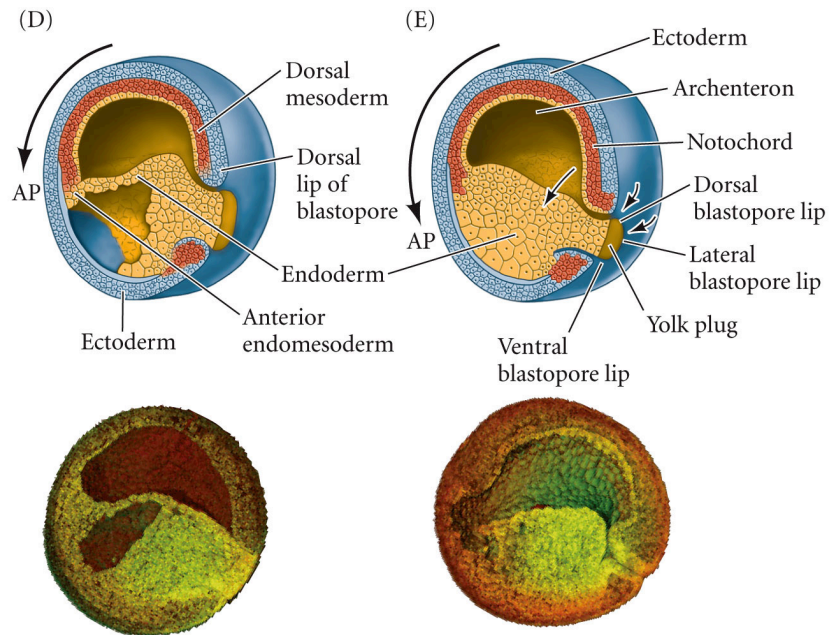 (D)
Dorsal
mesoderm
Dorsal
lip of
blastopore
AP
Endoderm
Anterior
endomesoderm
Ectoderm
(E)
Ectoderm
Archenteron
Notochord
Dorsal
blastopore lip
AP
Lateral
blastopore lip
Yolk plug
Ventral
blastopore lip